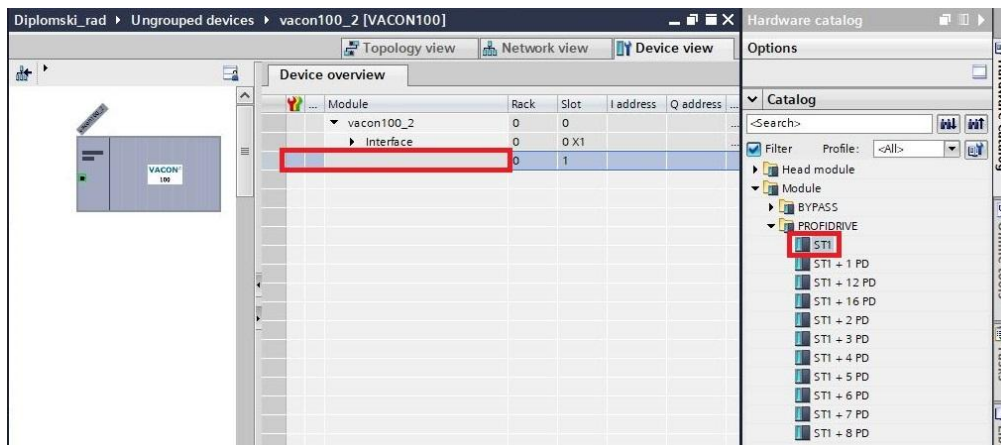 Diplomski_rad ▸ Ungrouped devices ▸ vacon100_2 [VACON100]
Hardware catalog
Topology view
Network view
Device view
Options
Device overview
... Module Rack Slot I address Q address ...
▾ vacon100_2 0 0 ...
▸ Interface 0 0 X1 ...
0 1
VACON
100
Catalog
<Search>
Filter Profile: <All>
Head module
Module
BYPASS
PROFIDRIVE
ST1
ST1 + 1 PD
ST1 + 12 PD
ST1 + 16 PD
ST1 + 2 PD
ST1 + 3 PD
ST1 + 4 PD
ST1 + 5 PD
ST1 + 6 PD
ST1 + 7 PD
ST1 + 8 PD